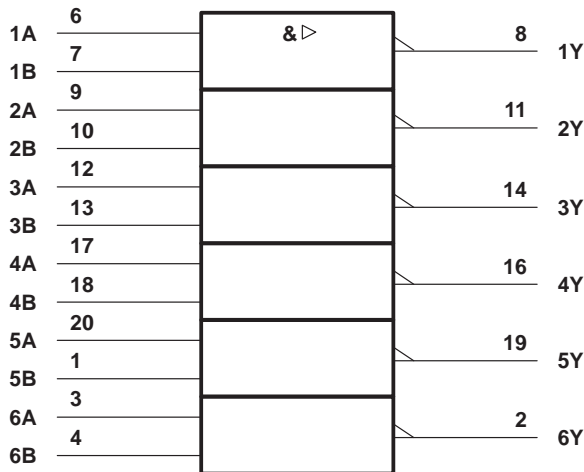 1A 6 & ▷ 8 1Y
1B 7
2A 9 11 2Y
2B 10
3A 12 14 3Y
3B 13
4A 17 16 4Y
4B 18
5A 20 19 5Y
5B 1
6A 3 2 6Y
6B 4